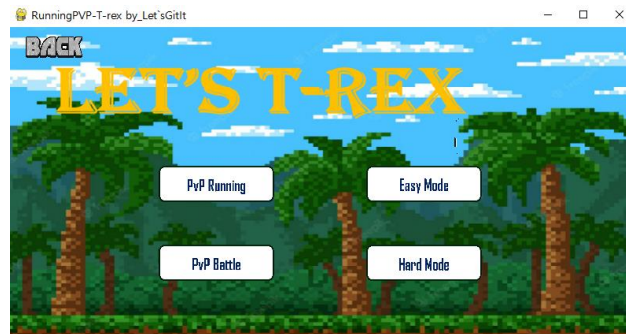 RunningPVP-T-rex by_Let`sGitIt
BACK
LET'S T-REX
PvP Running
Easy Mode
PvP Battle
Hard Mode